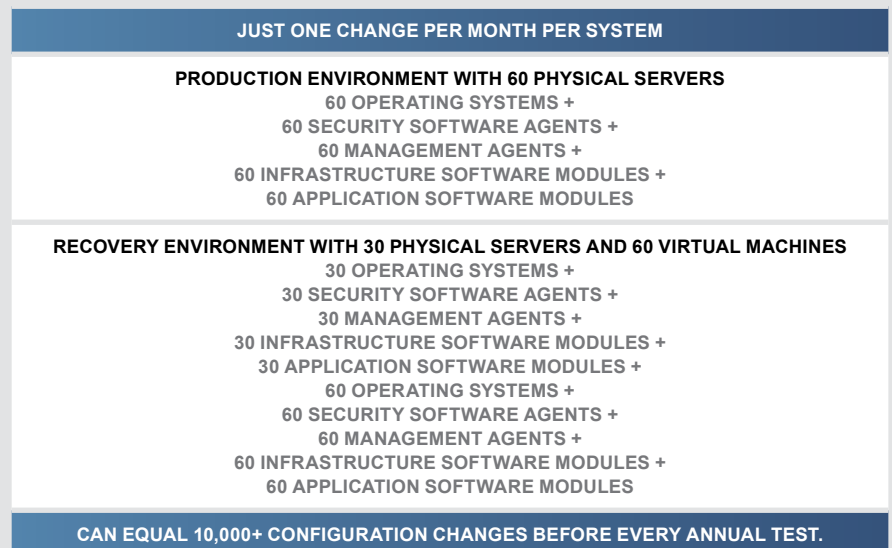 JUST ONE CHANGE PER MONTH PER SYSTEM
PRODUCTION ENVIRONMENT WITH 60 PHYSICAL SERVERS
60 OPERATING SYSTEMS +
60 SECURITY SOFTWARE AGENTS +
60 MANAGEMENT AGENTS +
60 INFRASTRUCTURE SOFTWARE MODULES +
60 APPLICATION SOFTWARE MODULES
RECOVERY ENVIRONMENT WITH 30 PHYSICAL SERVERS AND 60 VIRTUAL MACHINES
30 OPERATING SYSTEMS +
30 SECURITY SOFTWARE AGENTS +
30 MANAGEMENT AGENTS +
30 INFRASTRUCTURE SOFTWARE MODULES +
30 APPLICATION SOFTWARE MODULES +
60 OPERATING SYSTEMS +
60 SECURITY SOFTWARE AGENTS +
60 MANAGEMENT AGENTS +
60 INFRASTRUCTURE SOFTWARE MODULES +
60 APPLICATION SOFTWARE MODULES
CAN EQUAL 10,000+ CONFIGURATION CHANGES BEFORE EVERY ANNUAL TEST.